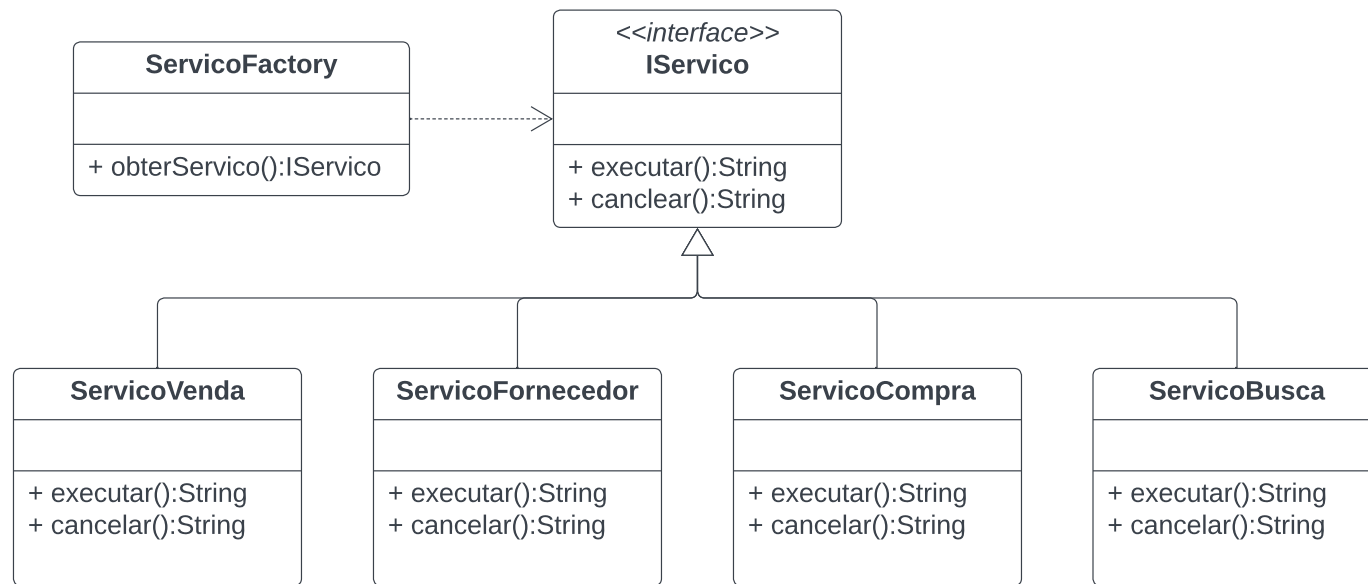 ServicoFactory
+ obterServico():IServico
<<interface>>
IServico
+ executar():String
+ canclear():String
ServicoVenda
+ executar():String
+ cancelar():String
ServicoFornecedor
+ executar():String
+ cancelar():String
ServicoCompra
+ executar():String
+ cancelar():String
ServicoBusca
+ executar():String
+ cancelar():String